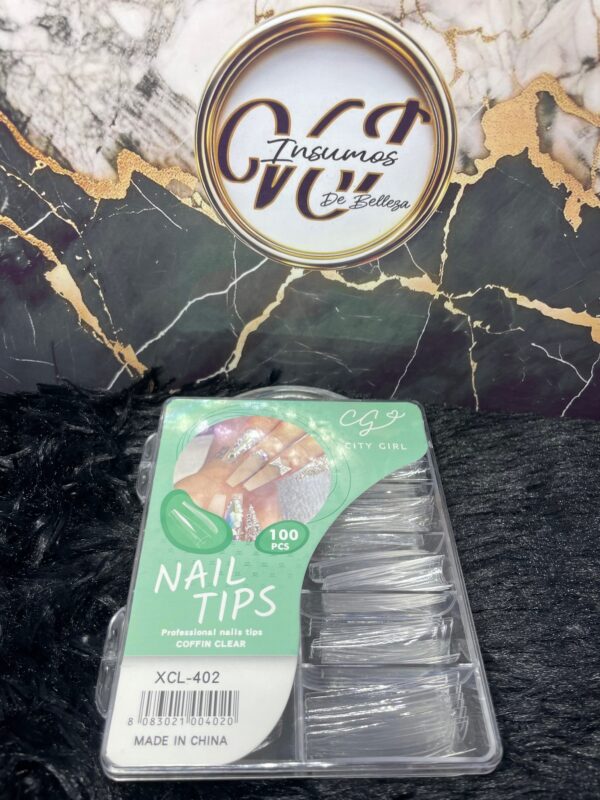 Insumos
De Belleza
CG
CITY GIRL
100
PCS
NAIL
TIPS
Professional nails tips
COFFIN CLEAR
XCL-402
8 083021 004020
MADE IN CHINA